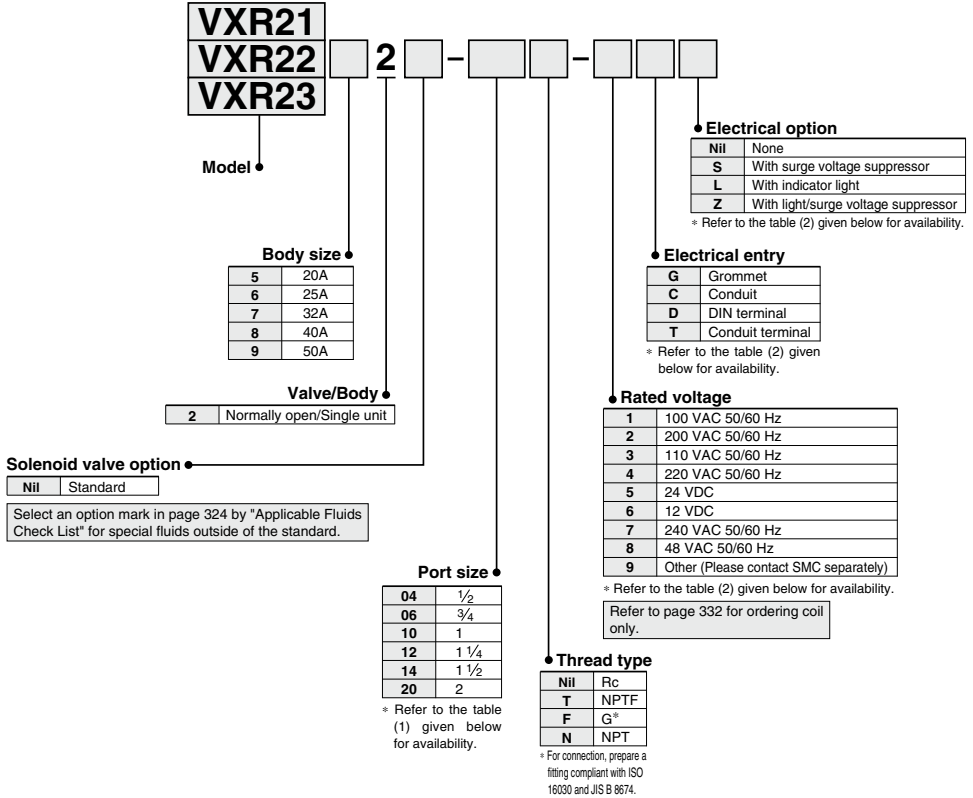 VXR21
VXR22
VXR23
2
–
–
Model
Electrical option
Nil None
S With surge voltage suppressor
L With indicator light
Z With light/surge voltage suppressor
* Refer to the table (2) given below for availability.
Body size
5 20A
6 25A
7 32A
8 40A
9 50A
Electrical entry
G Grommet
C Conduit
D DIN terminal
T Conduit terminal
* Refer to the table (2) given
below for availability.
Valve/Body
2 Normally open/Single unit
Rated voltage
1 100 VAC 50/60 Hz
2 200 VAC 50/60 Hz
3 110 VAC 50/60 Hz
4 220 VAC 50/60 Hz
5 24 VDC
6 12 VDC
7 240 VAC 50/60 Hz
8 48 VAC 50/60 Hz
9 Other (Please contact SMC separately)
* Refer to the table (2) given below for availability.
Refer to page 332 for ordering coil
only.
Solenoid valve option
Nil Standard
Select an option mark in page 324 by "Applicable Fluids
Check List" for special fluids outside of the standard.
Port size
04 1/2
06 3/4
10 1
12 1 1/4
14 1 1/2
20 2
* Refer to the table
(1) given below
for availability.
Thread type
Nil Rc
T NPTF
F G*
N NPT
* For connection, prepare a
fitting compliant with ISO
16030 and JIS B 8674.